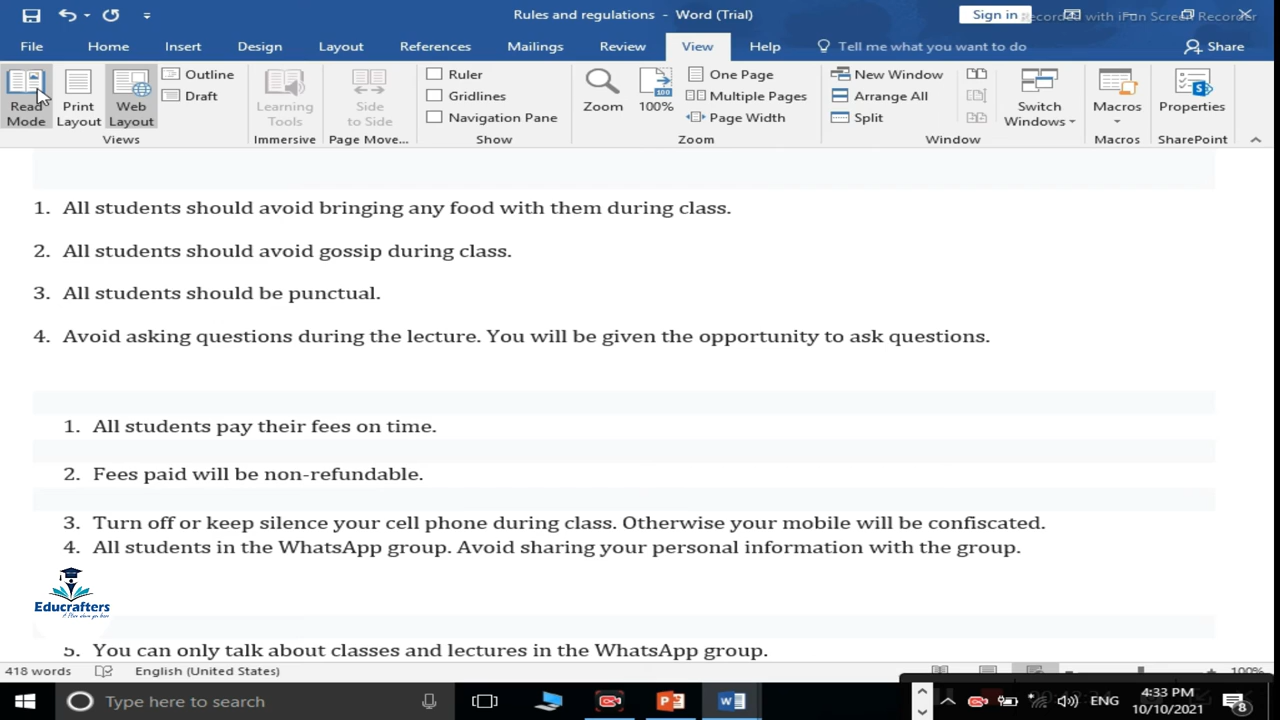 Rules and regulations - Word (Trial)
Sign in
Recorded with iFun Screen Recorder
File Home Insert Design Layout References Mailings Review View Help Tell me what you want to do Share
Read Mode
Print Layout
Web Layout
Outline
Draft
Views
Learning Tools
Immersive
Side to Side
Page Move...
Ruler
Gridlines
Navigation Pane
Show
Zoom
100
100%
One Page
Multiple Pages
Page Width
Zoom
New Window
Arrange All
Split
Switch Windows
Window
Macros
Macros
Properties
SharePoint
1. All students should avoid bringing any food with them during class.
2. All students should avoid gossip during class.
3. All students should be punctual.
4. Avoid asking questions during the lecture. You will be given the opportunity to ask questions.
1. All students pay their fees on time.
2. Fees paid will be non-refundable.
3. Turn off or keep silence your cell phone during class. Otherwise your mobile will be confiscated.
4. All students in the WhatsApp group. Avoid sharing your personal information with the group.
Educrafters
5. You can only talk about classes and lectures in the WhatsApp group.
418 words English (United States) 100%
Type here to search
ENG
4:33 PM
10/10/2021
8